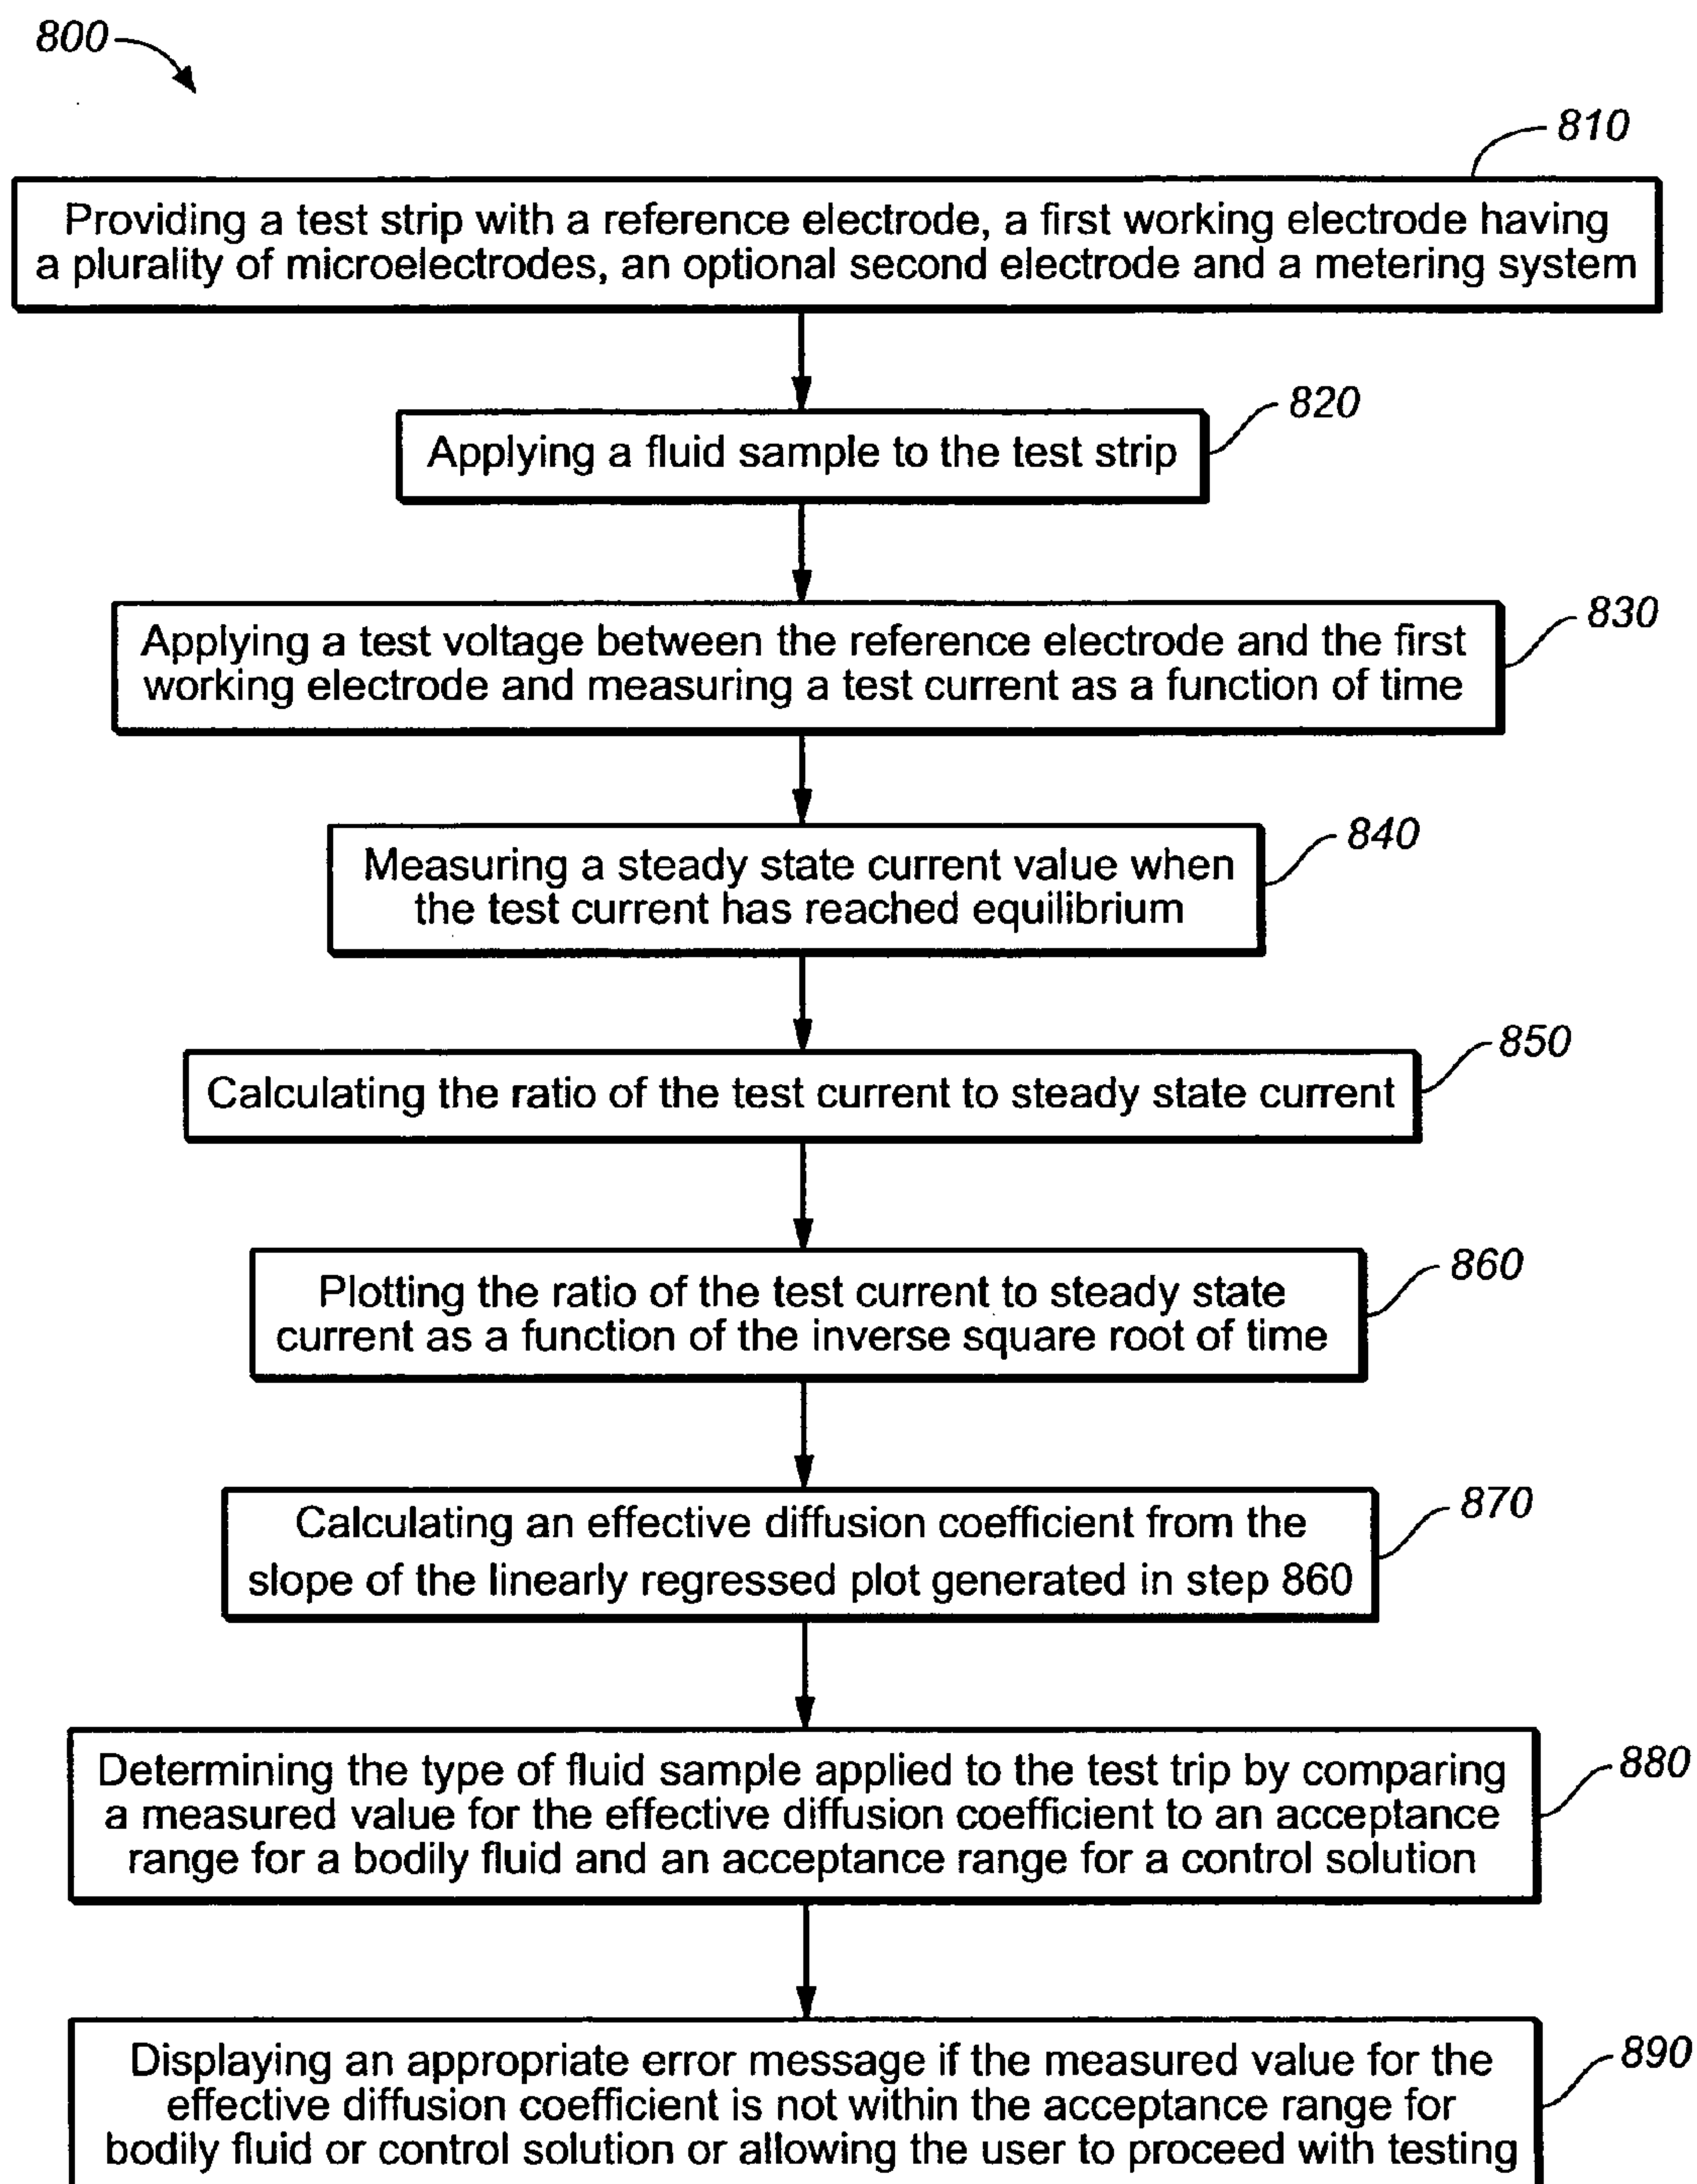 800
810
Providing a test strip with a reference electrode, a first working electrode having
a plurality of microelectrodes, an optional second electrode and a metering system
820
Applying a fluid sample to the test strip
830
Applying a test voltage between the reference electrode and the first
working electrode and measuring a test current as a function of time
840
Measuring a steady state current value when
the test current has reached equilibrium
850
Calculating the ratio of the test current to steady state current
860
Plotting the ratio of the test current to steady state
current as a function of the inverse square root of time
870
Calculating an effective diffusion coefficient from the
slope of the linearly regressed plot generated in step 860
880
Determining the type of fluid sample applied to the test trip by comparing
a measured value for the effective diffusion coefficient to an acceptance
range for a bodily fluid and an acceptance range for a control solution
890
Displaying an appropriate error message if the measured value for the
effective diffusion coefficient is not within the acceptance range for
bodily fluid or control solution or allowing the user to proceed with testing